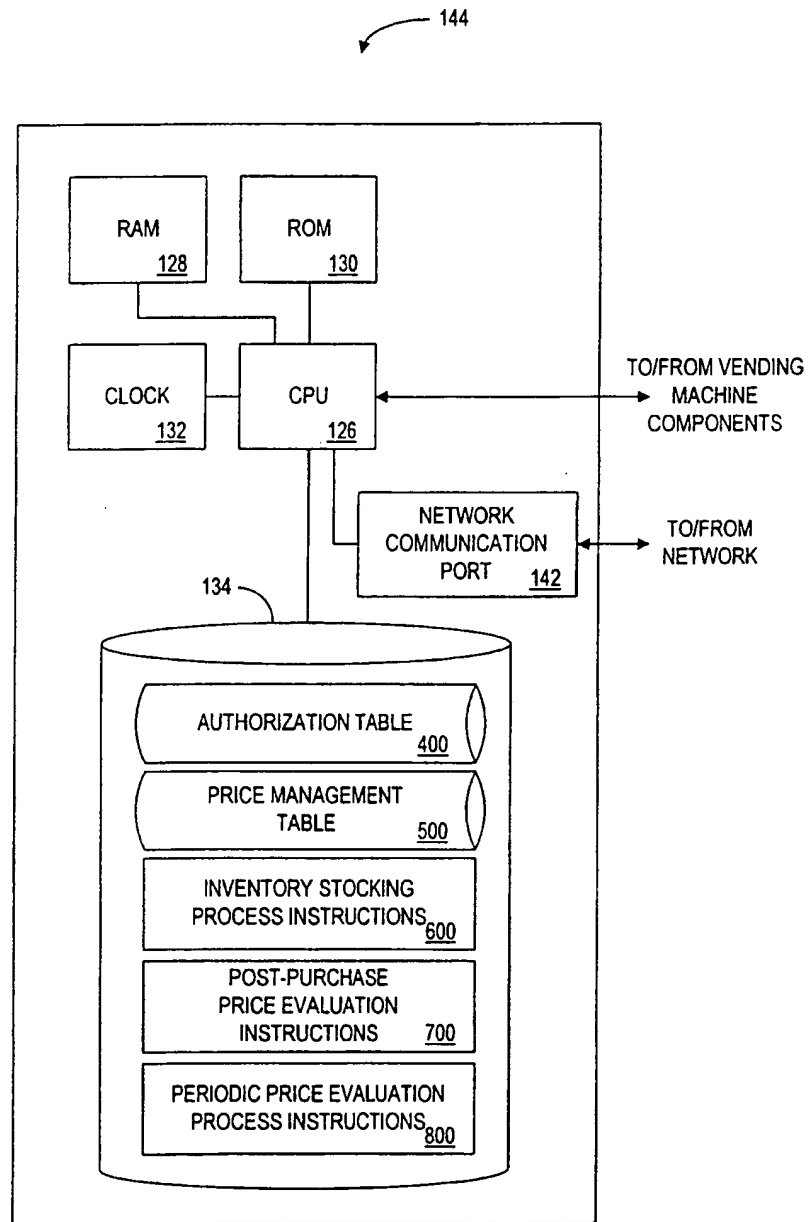 144
RAM
128
ROM
130
CLOCK
132
CPU
126
TO/FROM VENDING
MACHINE
COMPONENTS
NETWORK
COMMUNICATION
PORT
142
TO/FROM
NETWORK
134
AUTHORIZATION TABLE
400
PRICE MANAGEMENT
TABLE
500
INVENTORY STOCKING
PROCESS INSTRUCTIONS
600
POST-PURCHASE
PRICE EVALUATION
INSTRUCTIONS
700
PERIODIC PRICE EVALUATION
PROCESS INSTRUCTIONS
800